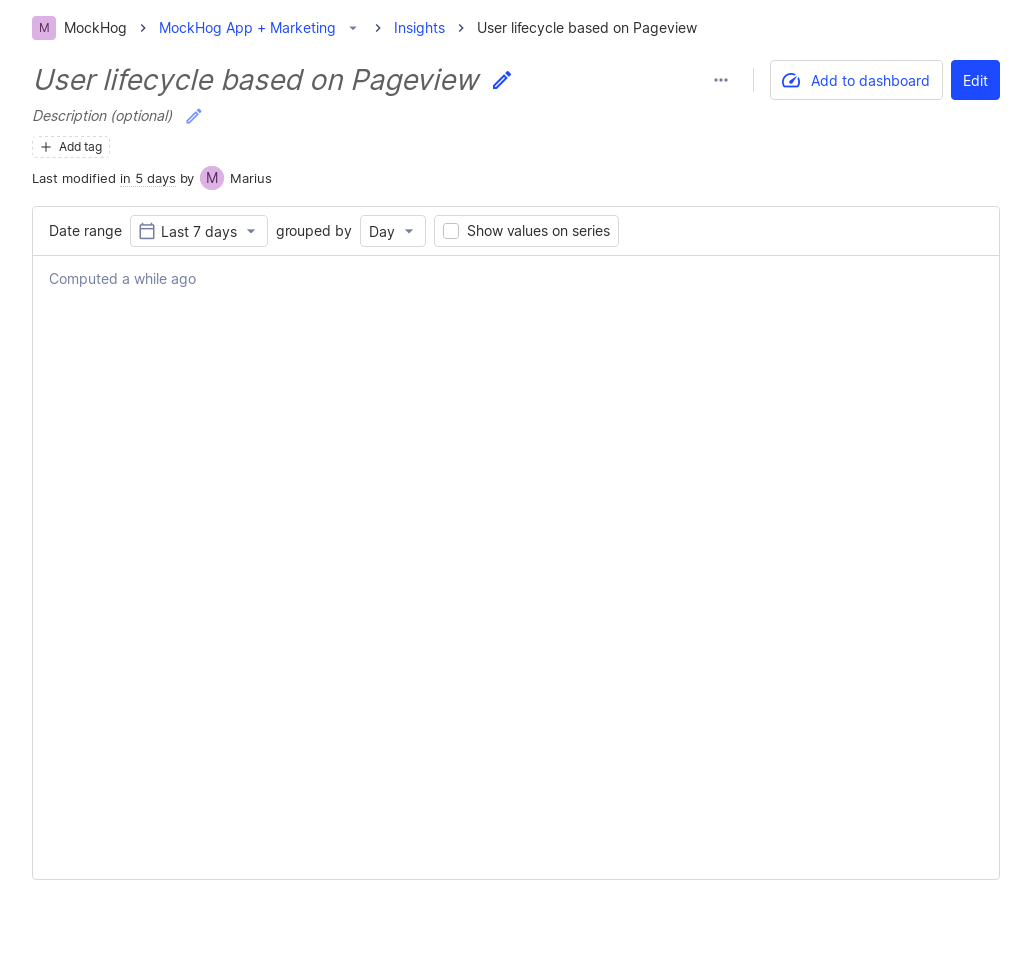 M MockHog > MockHog App + Marketing > Insights > User lifecycle based on Pageview
User lifecycle based on Pageview
Add to dashboard
Edit
Description (optional)
+ Add tag
Last modified in 5 days by M Marius
Date range Last 7 days grouped by Day Show values on series
Computed a while ago